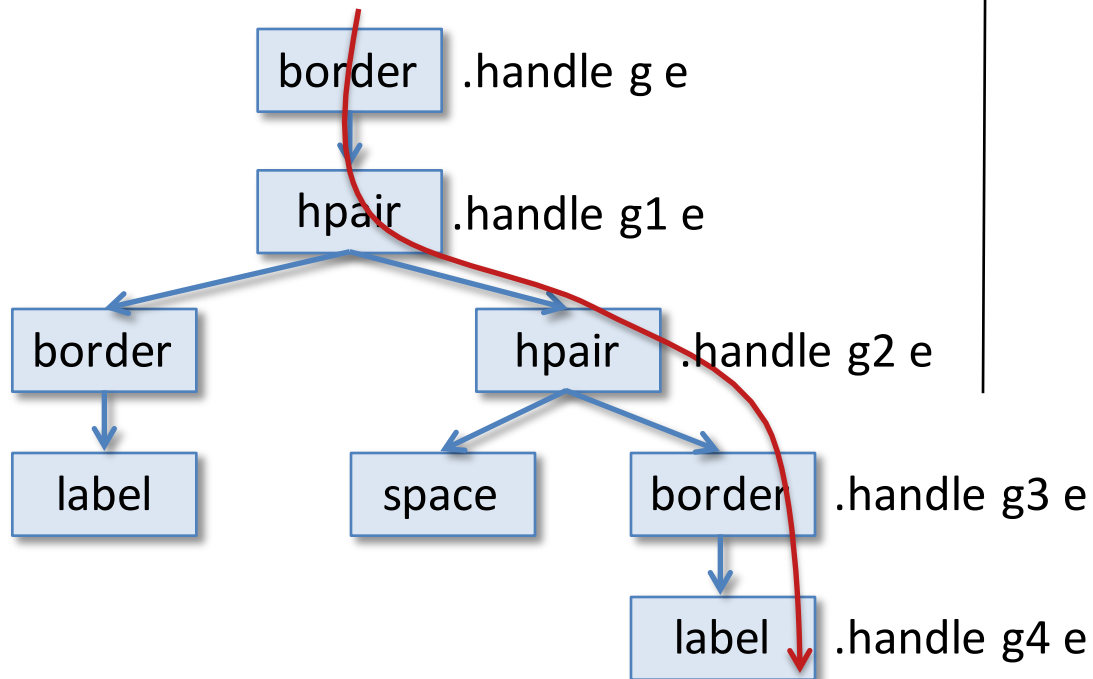 border .handle g e
hpair .handle g1 e
border hpair .handle g2 e
label space border .handle g3 e
label .handle g4 e